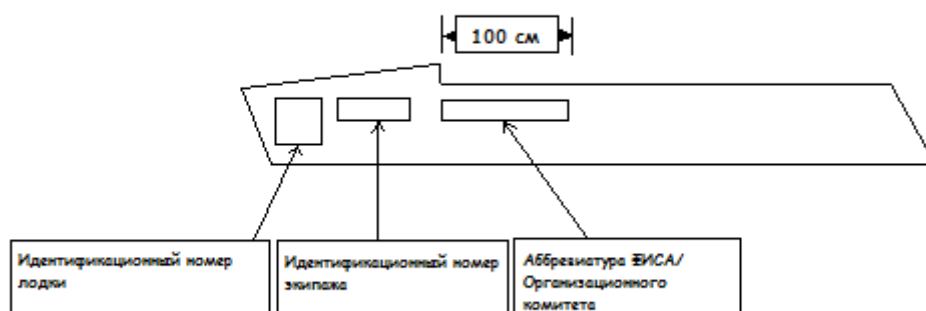 100 см
Идентификационный номер
лодки
Идентификационный номер
экипажа
Аббревиатура ФИСА/
Организационного
комитета